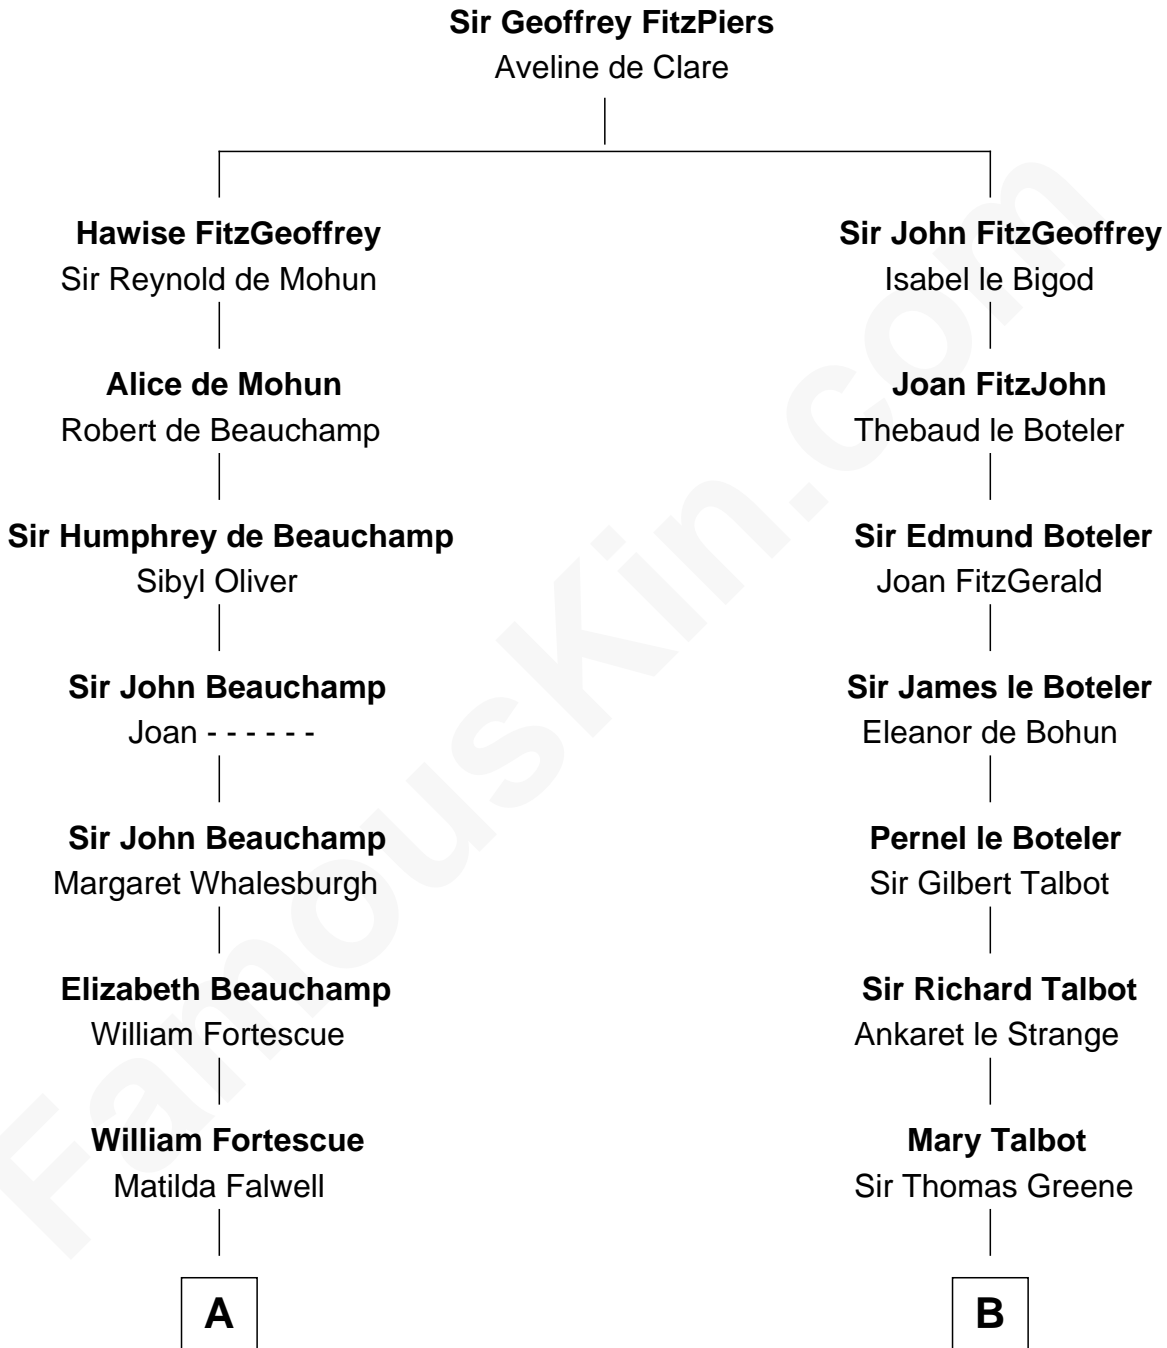 Sir Geoffrey FitzPiers
Aveline de Clare
Hawise FitzGeoffrey
Sir Reynold de Mohun
Alice de Mohun
Robert de Beauchamp
Sir Humphrey de Beauchamp
Sibyl Oliver
Sir John Beauchamp
Joan - - - - - -
Sir John Beauchamp
Margaret Whalesburgh
Elizabeth Beauchamp
William Fortescue
William Fortescue
Matilda Falwell
A
Sir John FitzGeoffrey
Isabel le Bigod
Joan FitzJohn
Thebaud le Boteler
Sir Edmund Boteler
Joan FitzGerald
Sir James le Boteler
Eleanor de Bohun
Pernel le Boteler
Sir Gilbert Talbot
Sir Richard Talbot
Ankaret le Strange
Mary Talbot
Sir Thomas Greene
B
FamousKin.com